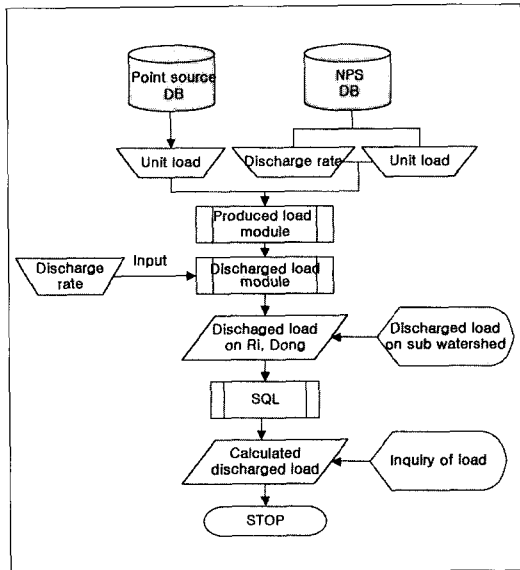 Point source
DB
NPS
DB
Unit load
Discharge rate
Unit load
Produced load
module
Discharge
rate
Input
Discharged load
module
Dischaged load
on Ri, Dong
Discharged load
on sub watershed
SQL
Calculated
discharged load
Inquiry of load
STOP